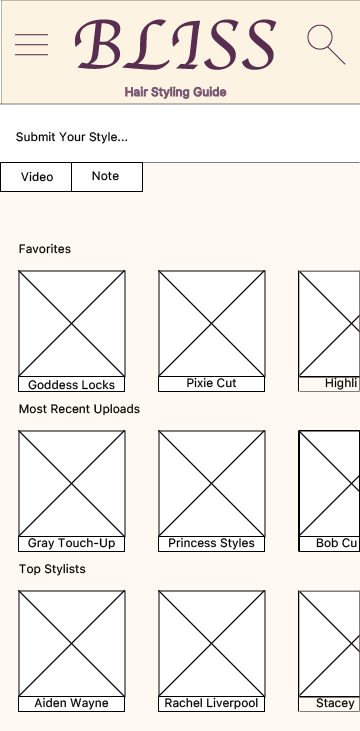 BLISS
Hair Styling Guide
Submit Your Style...
Video Note
Favorites
Goddess Locks Pixie Cut Highli
Most Recent Uploads
Gray Touch-Up Princess Styles Bob Cu
Top Stylists
Aiden Wayne Rachel Liverpool Stacey